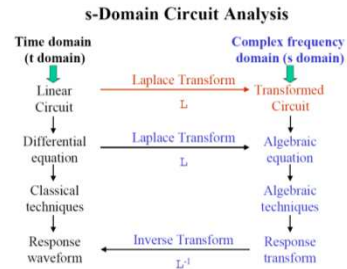 s-Domain Circuit Analysis
Time domain
(t domain)
Complex frequency
domain (s domain)
Linear
Circuit
Laplace Transform
L
Transformed
Circuit
Differential
equation
Laplace Transform
L
Algebraic
equation
Classical
techniques
Algebraic
techniques
Response
waveform
Inverse Transform
L-1
Response
transform